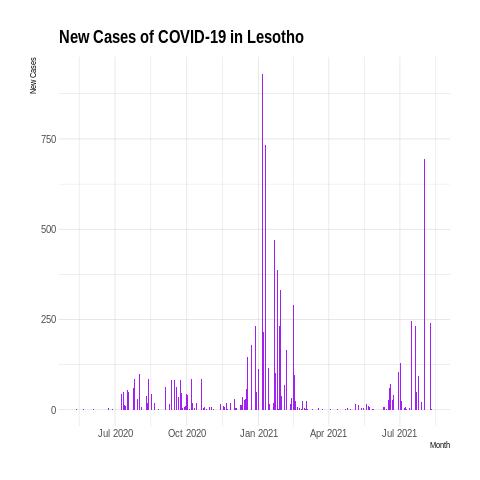 New Cases of COVID-19 in Lesotho
New Cases
750
500
250
0
Jul 2020 Oct 2020 Jan 2021 Apr 2021 Jul 2021
Month